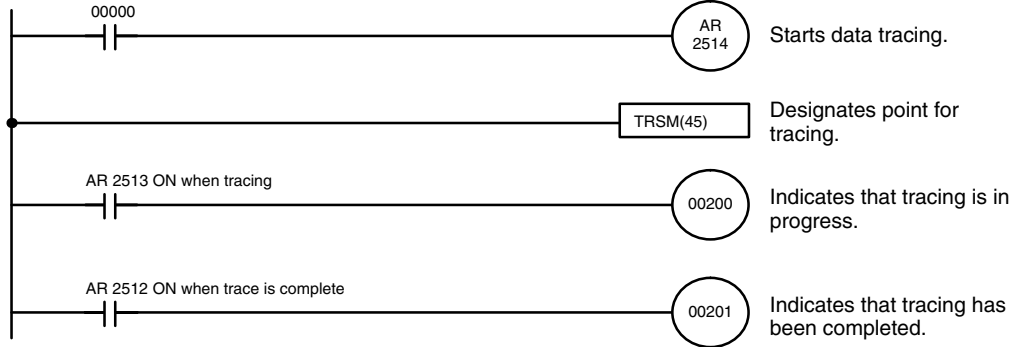 00000
AR
2514
Starts data tracing.
TRSM(45)
Designates point for
tracing.
AR 2513 ON when tracing
00200
Indicates that tracing is in
progress.
AR 2512 ON when trace is complete
00201
Indicates that tracing has
been completed.